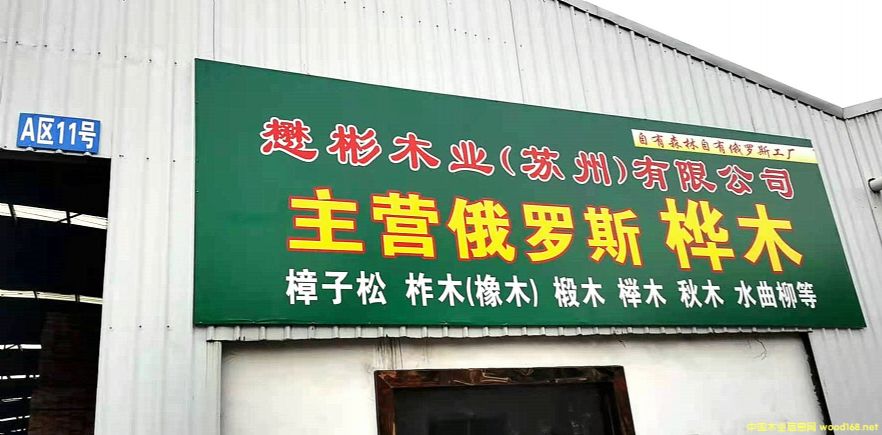 A区11号
自有森林自有俄罗斯工厂
懋彬木业(苏州)有限公司
主营俄罗斯 桦木
樟子松 柞木(橡木) 椴木 榉木 秋木 水曲柳等
中国木业信息网 wood168.net